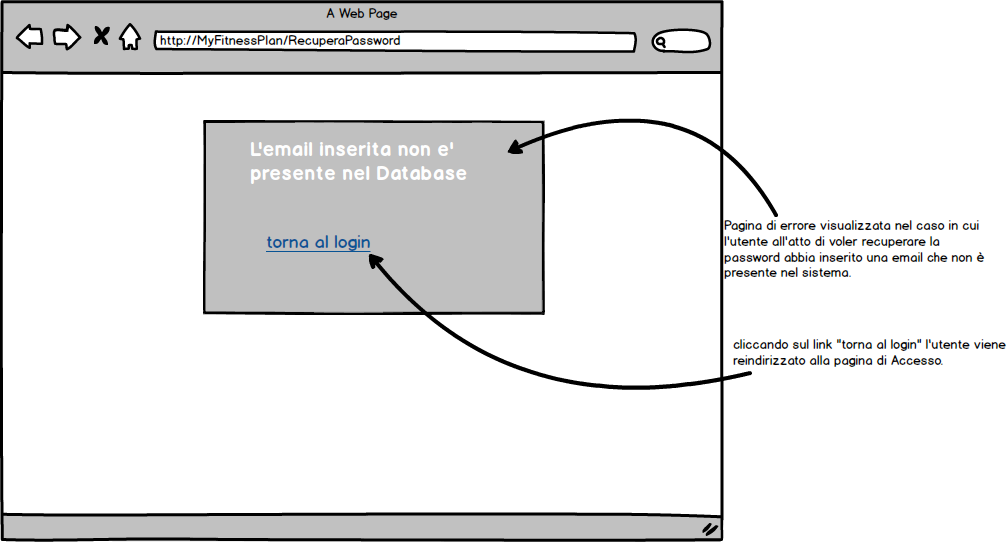 A Web Page
http://MyFitnessPlan/RecuperaPassword
L'email inserita non e'
presente nel Database
torna al login
Pagina di errore visualizzata nel caso in cui
l'utente all'atto di voler recuperare la
password abbia inserito una email che non è
presente nel sistema.
cliccando sul link "torna al login" l'utente viene
reindirizzato alla pagina di Accesso.